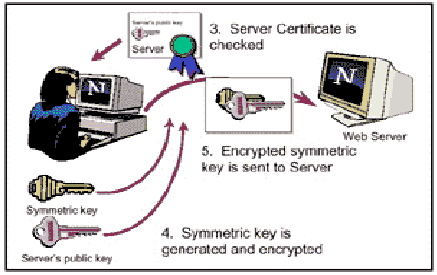 Server's public key
Server
3. Server Certificate is
checked
N
N
Web Server
5. Encrypted symmetric
key is sent to Server
Symmetric key
Server's public key
4. Symmetric key is
generated and encrypted